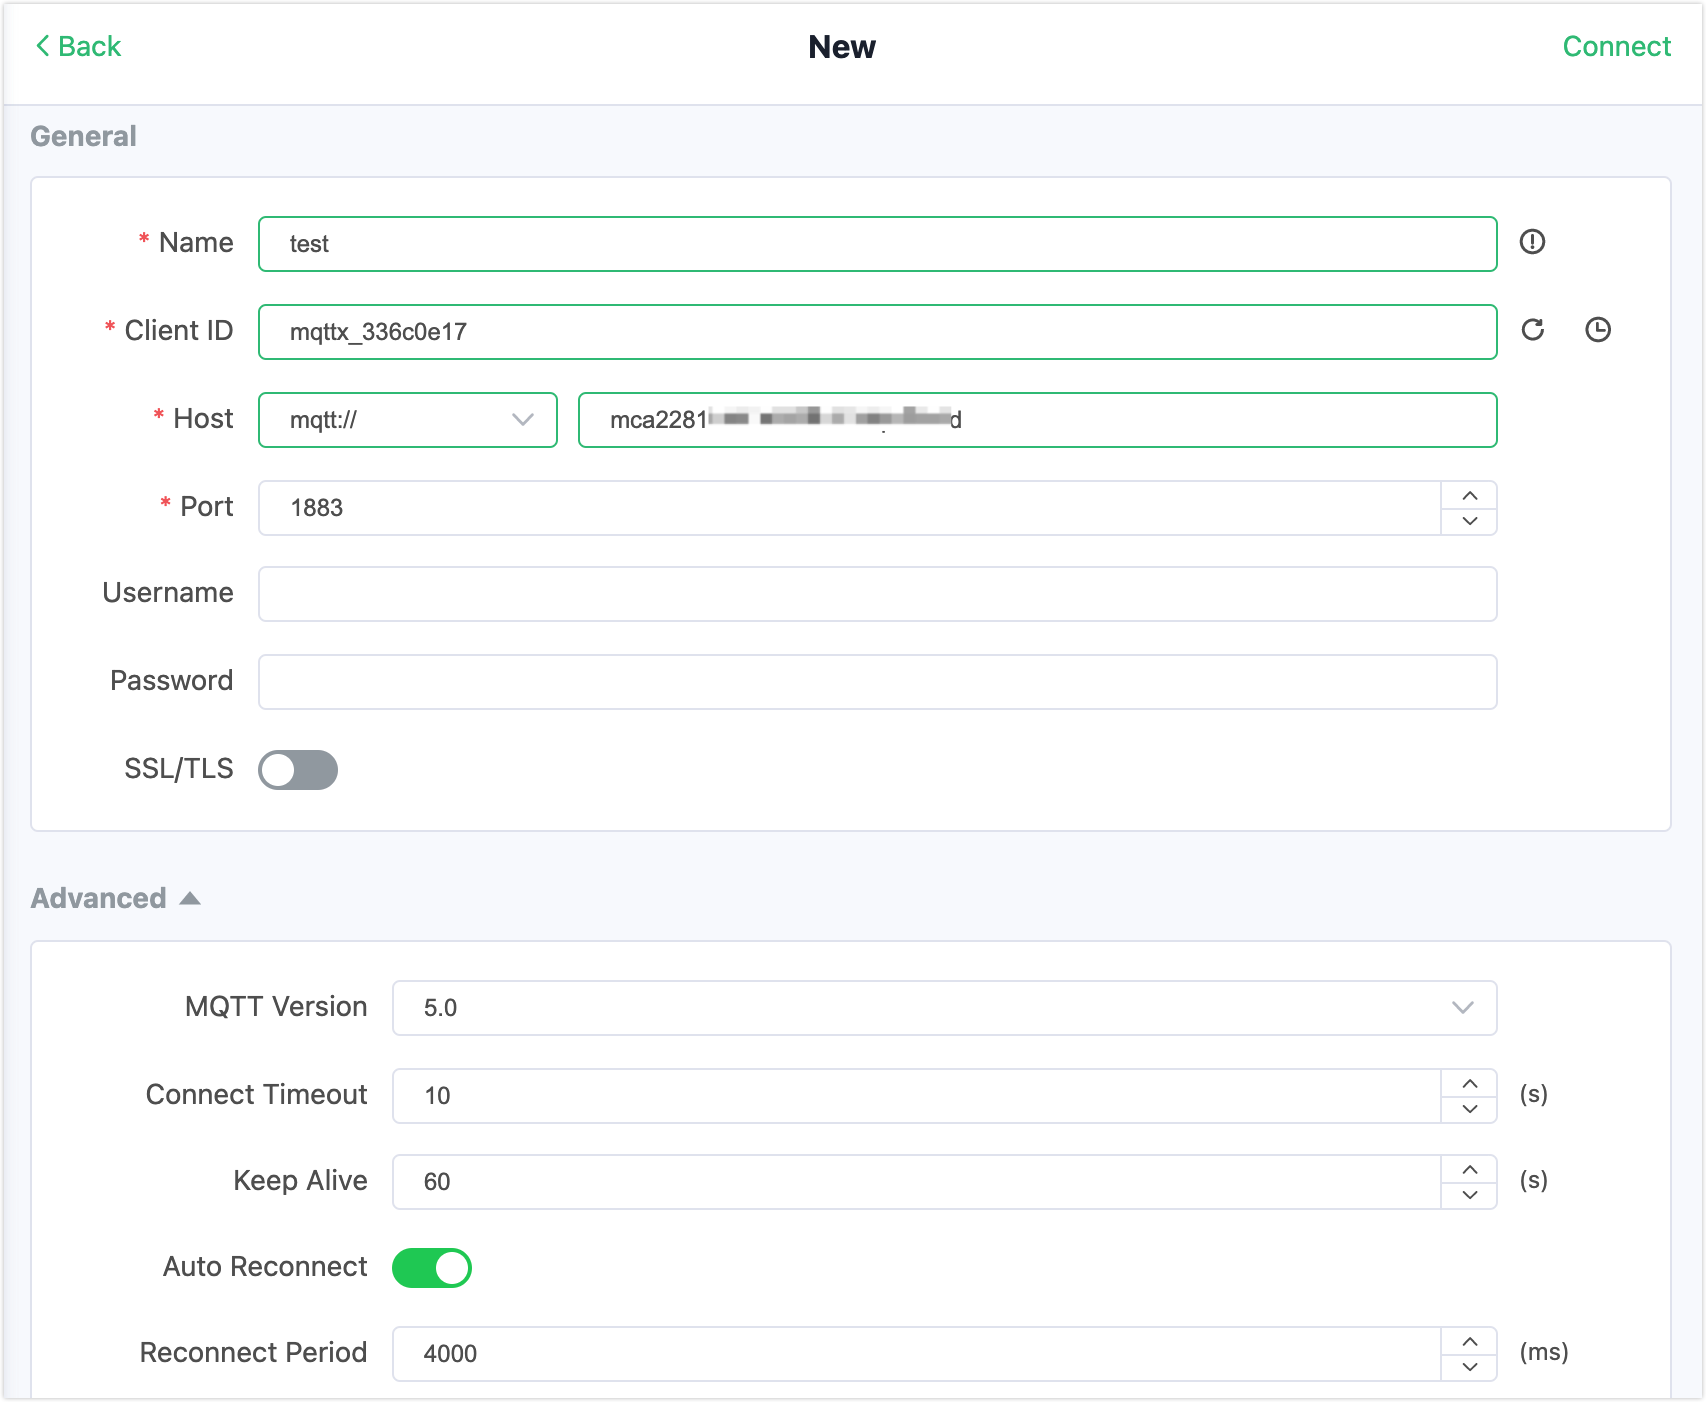 Back
New
Connect
General
* Name
test
* Client ID
mqttx_336c0e17
* Host
mqtt://
mca2281
d
* Port
1883
Username
Password
SSL/TLS
Advanced
MQTT Version
5.0
Connect Timeout
10
(s)
Keep Alive
60
(s)
Auto Reconnect
Reconnect Period
4000
(ms)